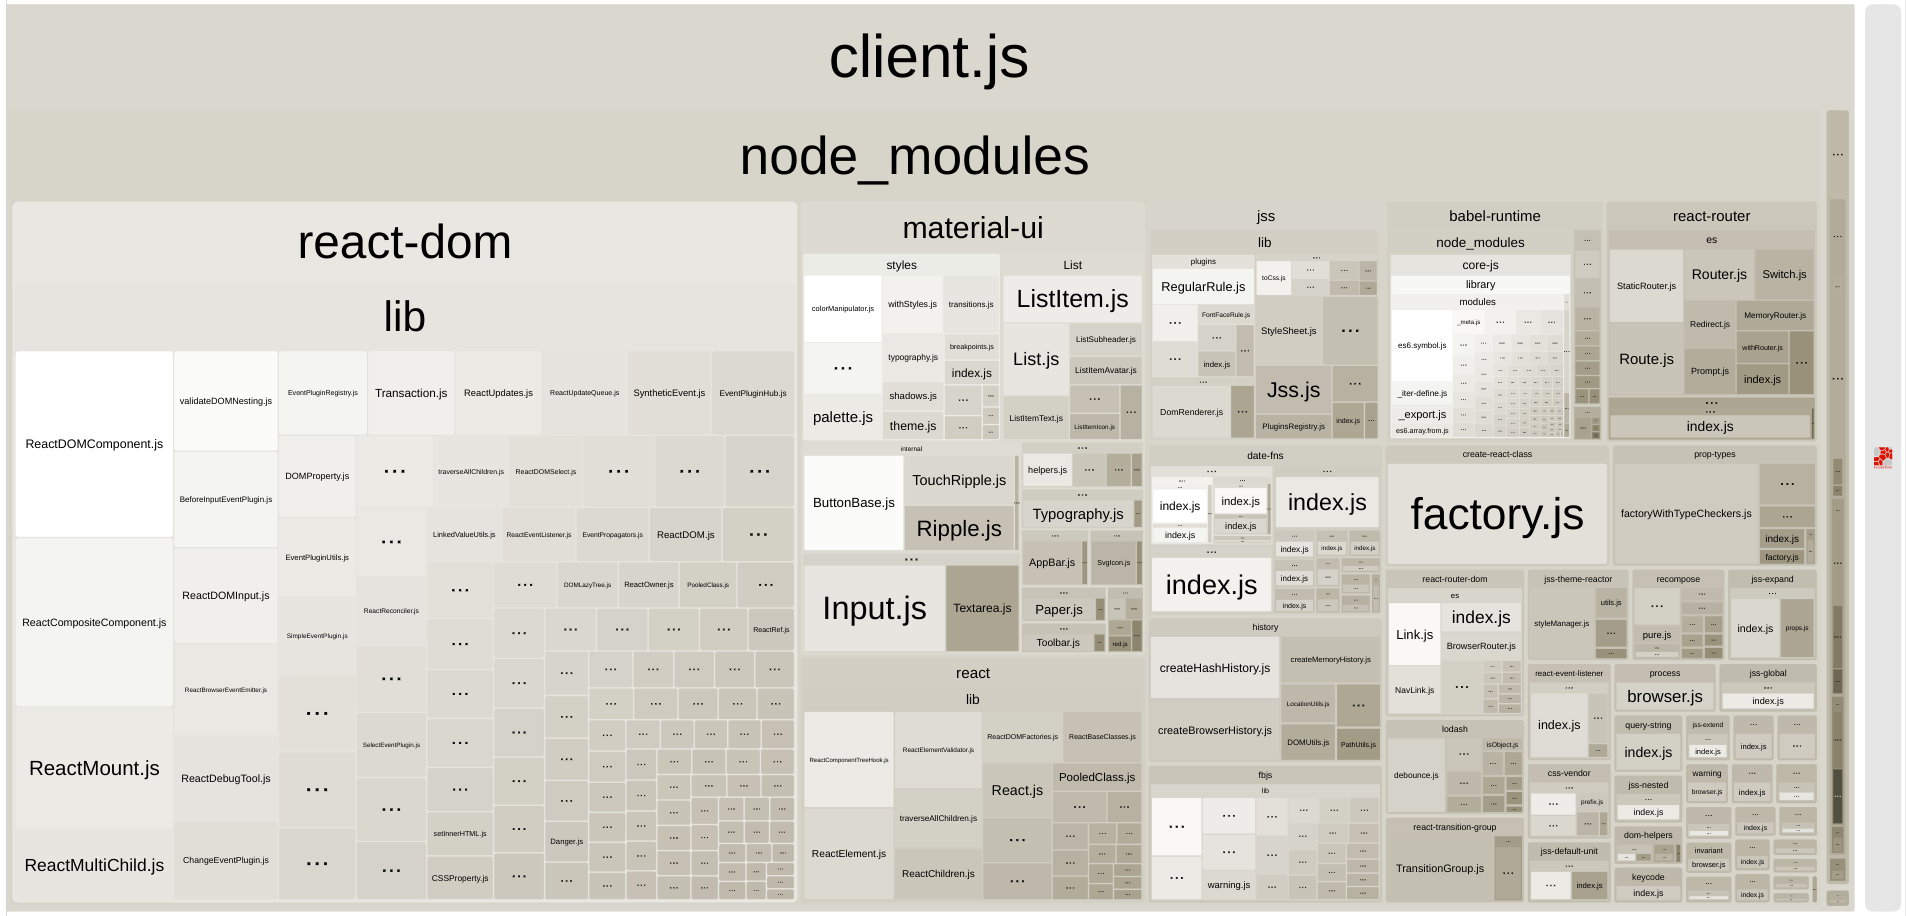 client.js
node_modules
react-dom
lib
ReactDOMComponent.js
ReactCompositeComponent.js
ReactMount.js
ReactMultiChild.js
validateDOMNesting.js
BeforeInputEventPlugin.js
ReactDOMInput.js
ReactBrowserEventEmitter.js
ReactDebugTool.js
ChangeEventPlugin.js
EventPluginRegistry.js
Transaction.js
ReactUpdates.js
ReactUpdateQueue.js
SyntheticEvent.js
EventPluginHub.js
DOMProperty.js
EventPluginUtils.js
SimpleEventPlugin.js
...
...
...
...
traverseAllChildren.js
ReactDOMSelect.js
...
...
...
...
ReactReconciler.js
...
SelectEventPlugin.js
...
...
LinkedValueUtils.js
ReactEventListener.js
EventPropagators.js
ReactDOM.js
...
...
...
DOMLazyTree.js
ReactOwner.js
PooledClass.js
...
ReactRef.js
setInnerHTML.js
CSSProperty.js
Danger.js
material-ui
styles
colorManipulator.js
...
palette.js
withStyles.js
transitions.js
typography.js
breakpoints.js
index.js
shadows.js
theme.js
List
ListItem.js
List.js
ListSubheader.js
ListItemAvatar.js
ListItemText.js
ListItemIcon.js
internal
ButtonBase.js
TouchRipple.js
Ripple.js
...
Input.js
Textarea.js
helpers.js
Typography.js
AppBar.js
SvgIcon.js
Paper.js
Toolbar.js
red.js
react
lib
ReactComponentTreeHook.js
ReactElement.js
ReactElementValidator.js
traverseAllChildren.js
ReactChildren.js
ReactDOMFactories.js
ReactBaseClasses.js
React.js
PooledClass.js
...
...
jss
lib
plugins
RegularRule.js
FontFaceRule.js
index.js
DomRenderer.js
toCss.js
StyleSheet.js
...
Jss.js
PluginsRegistry.js
index.js
date-fns
index.js
index.js
index.js
index.js
index.js
index.js
index.js
index.js
index.js
index.js
index.js
history
createHashHistory.js
createBrowserHistory.js
createMemoryHistory.js
LocationUtils.js
DOMUtils.js
PathUtils.js
fbjs
lib
warning.js
babel-runtime
node_modules
core-js
library
modules
es6.symbol.js
_iter-define.js
_export.js
es6.array.from.js
_meta.js
react-router
es
StaticRouter.js
Route.js
Router.js
Switch.js
Redirect.js
MemoryRouter.js
Prompt.js
withRouter.js
index.js
index.js
create-react-class
factory.js
prop-types
factoryWithTypeCheckers.js
index.js
factory.js
react-router-dom
es
Link.js
index.js
BrowserRouter.js
NavLink.js
lodash
debounce.js
isObject.js
react-transition-group
TransitionGroup.js
jss-theme-reactor
styleManager.js
utils.js
recompose
pure.js
jss-expand
index.js
props.js
react-event-listener
index.js
process
browser.js
jss-global
index.js
css-vendor
prefix.js
jss-default-unit
index.js
query-string
index.js
jss-extend
index.js
index.js
jss-nested
index.js
warning
browser.js
index.js
dom-helpers
index.js
invariant
browser.js
index.js
keycode
index.js
index.js